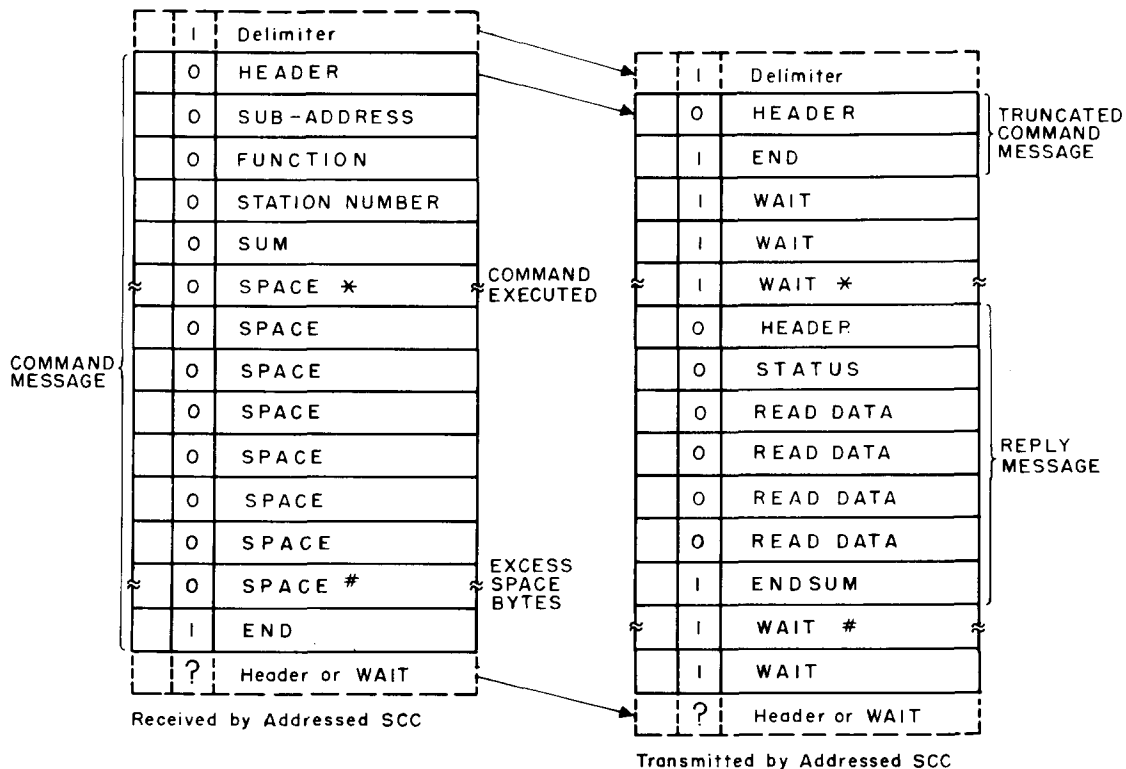 1 Delimiter
0 HEADER
0 SUB-ADDRESS
0 FUNCTION
0 STATION NUMBER
0 SUM
0 SPACE *
0 SPACE
0 SPACE
0 SPACE
0 SPACE
0 SPACE
0 SPACE
0 SPACE #
1 END
? Header or WAIT
COMMAND
MESSAGE
COMMAND
EXECUTED
EXCESS
SPACE
BYTES
Received by Addressed SCC
1 Delimiter
0 HEADER
1 END
1 WAIT
1 WAIT
1 WAIT *
0 HEADER
0 STATUS
0 READ DATA
0 READ DATA
0 READ DATA
0 READ DATA
1 ENDSUM
1 WAIT #
1 WAIT
? Header or WAIT
TRUNCATED
COMMAND
MESSAGE
REPLY
MESSAGE
Transmitted by Addressed SCC